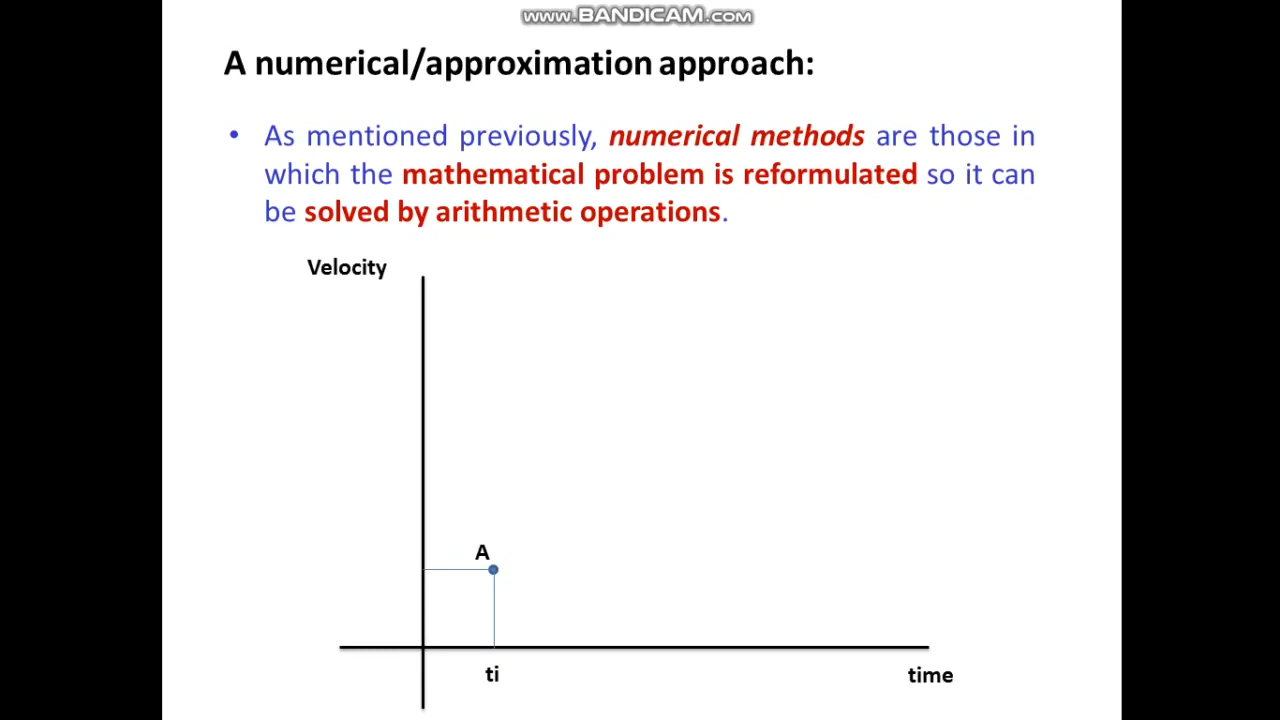 www.BANDICAM.com
A numerical/approximation approach:
• As mentioned previously, numerical methods are those in
which the mathematical problem is reformulated so it can
be solved by arithmetic operations.
Velocity
A
ti
time